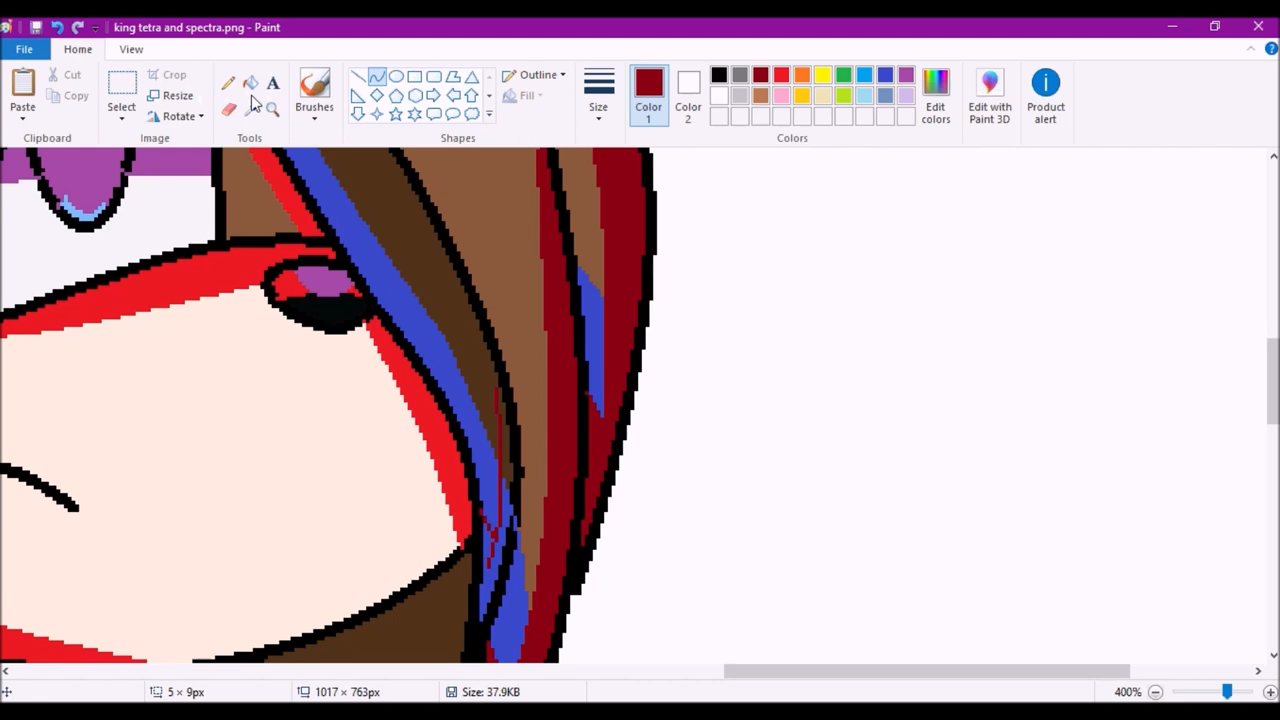 king tetra and spectra.png - Paint
File Home View
Paste
Cut
Copy
Clipboard
Select
Crop
Resize
Rotate
Image
A
Tools
Brushes
Outline
Fill
Shapes
Size
Color 1
Color 2
Edit colors
Colors
Edit with Paint 3D
Product alert
5 × 9px
1017 × 763px
Size: 37.9KB
400%